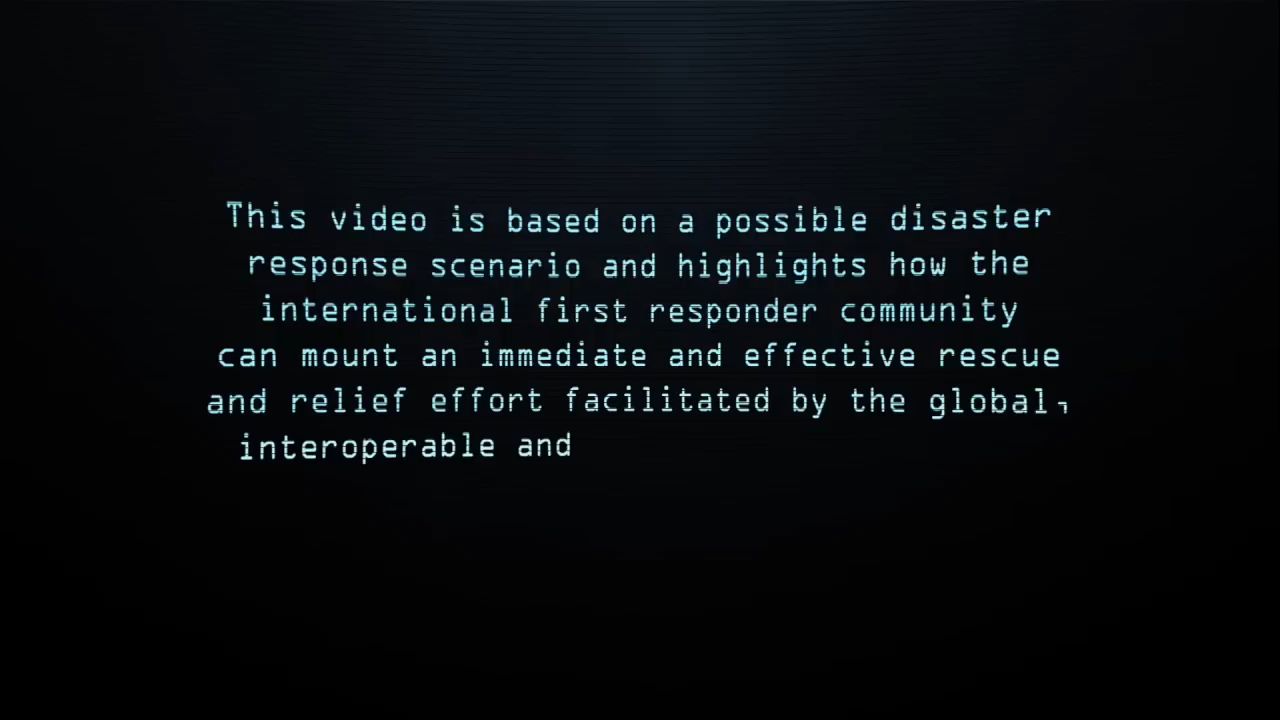 This video is based on a possible disaster
response scenario and highlights how the
international first responder community
can mount an immediate and effective rescue
and relief effort facilitated by the global,
interoperable and